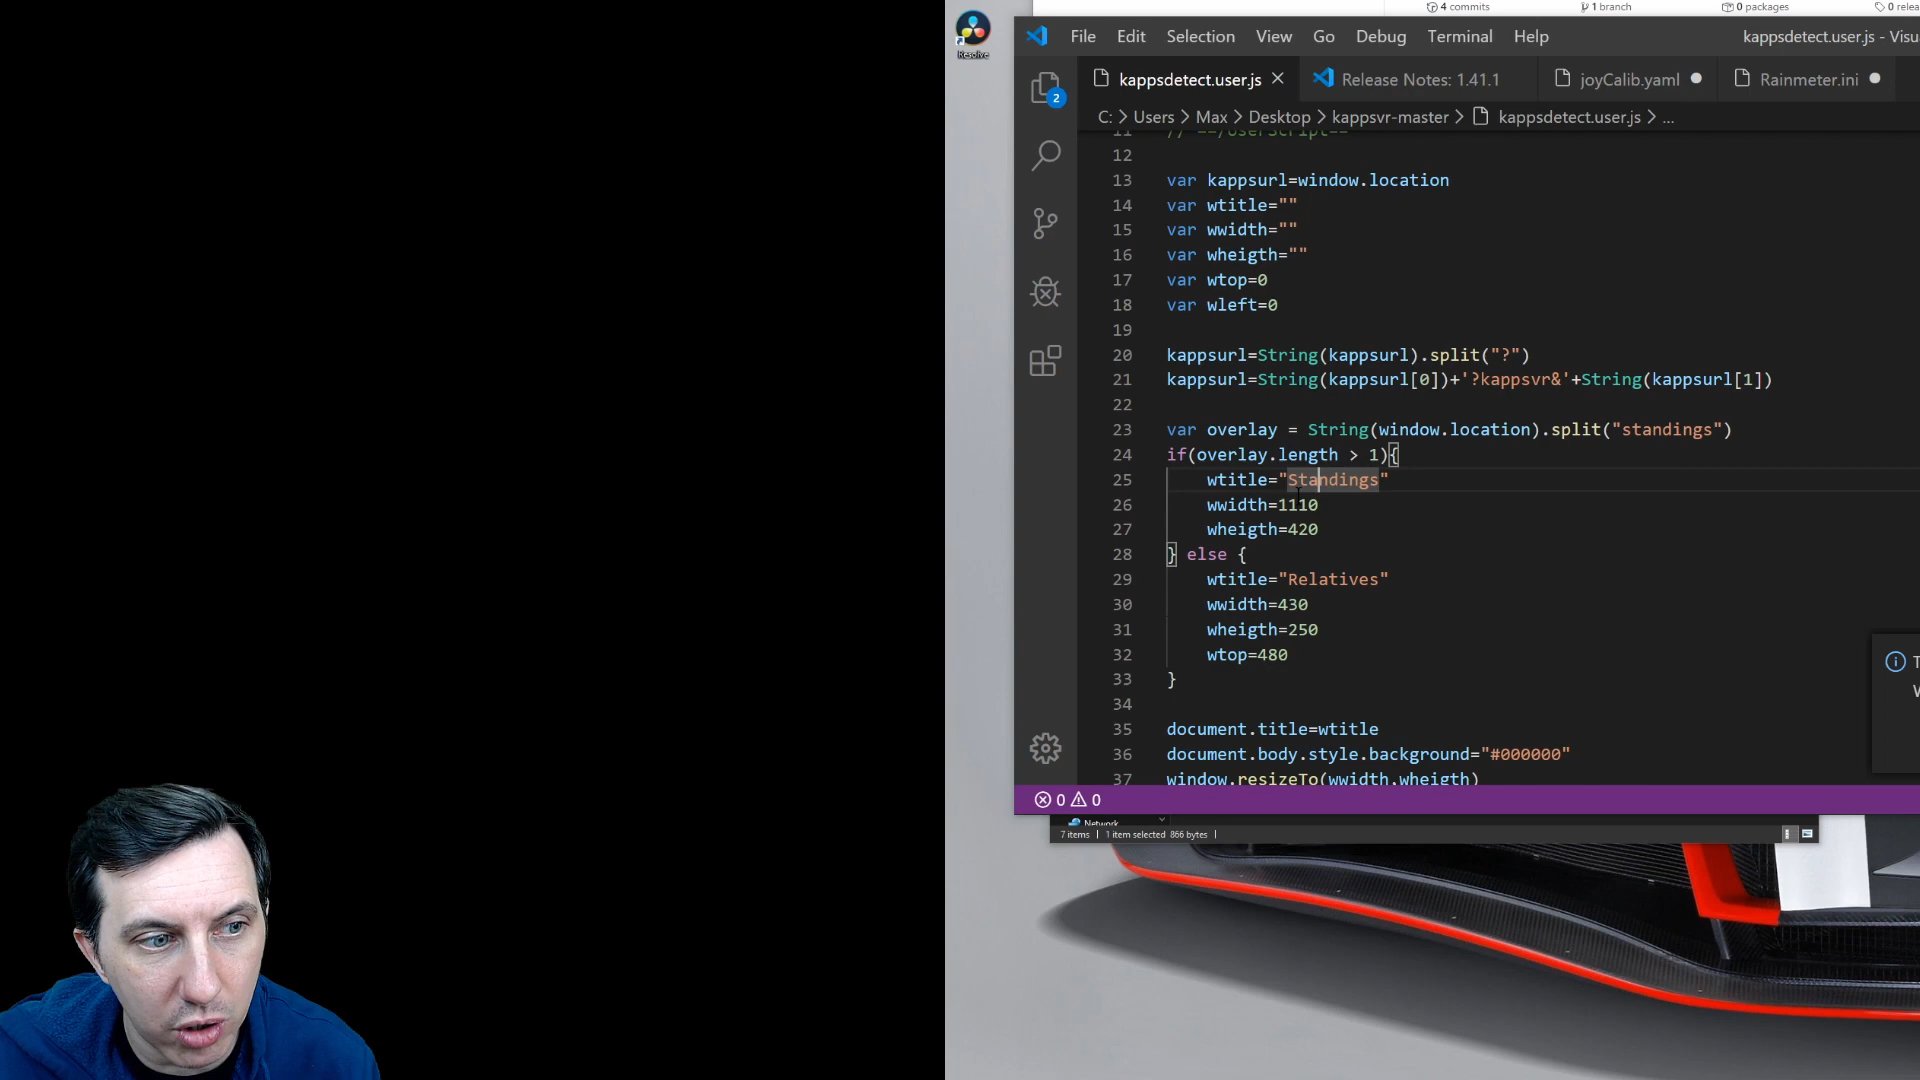 4 commits
1 branch
0 packages
0 relea
Resolve
File Edit Selection View Go Debug Terminal Help
kappsdetect.user.js - Visu
kappsdetect.user.js
Release Notes: 1.41.1
joyCalib.yaml
Rainmeter.ini
2
C: > Users > Max > Desktop > kappsvr-master > kappsdetect.user.js > ...
11 // ==/UserScript==
12
13 var kappsurl=window.location
14 var wtitle=""
15 var wwidth=""
16 var wheigth=""
17 var wtop=0
18 var wleft=0
19
20 kappsurl=String(kappsurl).split("?")
21 kappsurl=String(kappsurl[0])+'?kappsvr&'+String(kappsurl[1])
22
23 var overlay = String(window.location).split("standings")
24 if(overlay.length > 1){
25 wtitle="Standings"
26 wwidth=1110
27 wheigth=420
28 } else {
29 wtitle="Relatives"
30 wwidth=430
31 wheigth=250
32 wtop=480
33 }
34
35 document.title=wtitle
36 document.body.style.background="#000000"
37 window.resizeTo(wwidth,wheigth)
0 0
Network
7 items 1 item selected 866 bytes